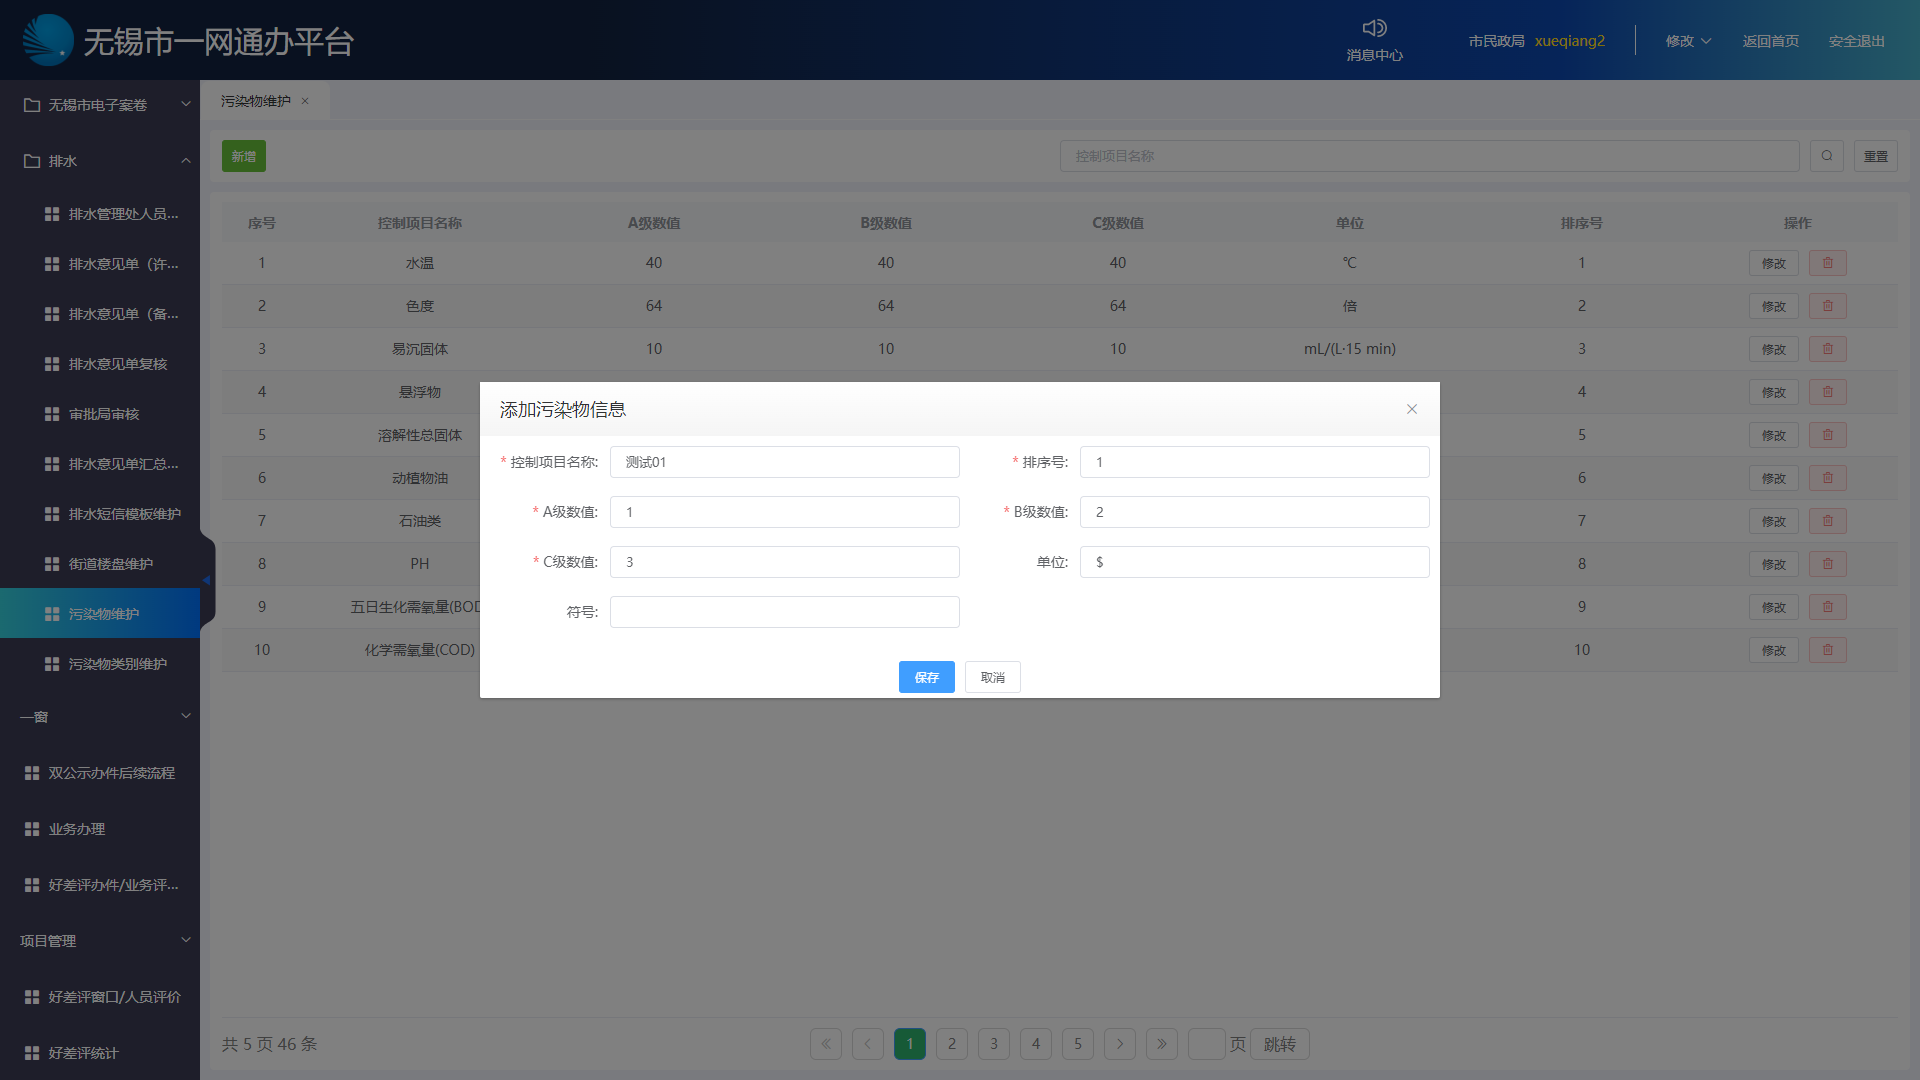 无锡市一网通办平台
消息中心
市民政局 xueqiang2
修改
返回首页
安全退出
无锡市电子案卷
排水
排水管理处人员...
排水意见单（许...
排水意见单（备...
排水意见单复核
审批局审核
排水意见单汇总...
排水短信模板维护
街道楼盘维护
污染物维护
污染物类别维护
一窗
双公示办件后续流程
业务办理
好差评办件/业务评...
项目管理
好差评窗口/人员评价
好差评统计
污染物维护
新增
控制项目名称
重置
序号 控制项目名称 A级数值 B级数值 C级数值 单位 排序号 操作
1 水温 40 40 40 ℃ 1 修改
2 色度 64 64 64 倍 2 修改
3 易沉固体 10 10 10 mL/(L·15 min) 3 修改
4 悬浮物 4 修改
5 溶解性总固体 5 修改
6 动植物油 6 修改
7 石油类 7 修改
8 PH 8 修改
9 五日生化需氧量(BOD 9 修改
10 化学需氧量(COD) 10 修改
添加污染物信息
* 控制项目名称: 测试01
* 排序号: 1
* A级数值: 1
* B级数值: 2
* C级数值: 3
单位: $
符号:
保存
取消
共 5 页 46 条
1 2 3 4 5 页 跳转